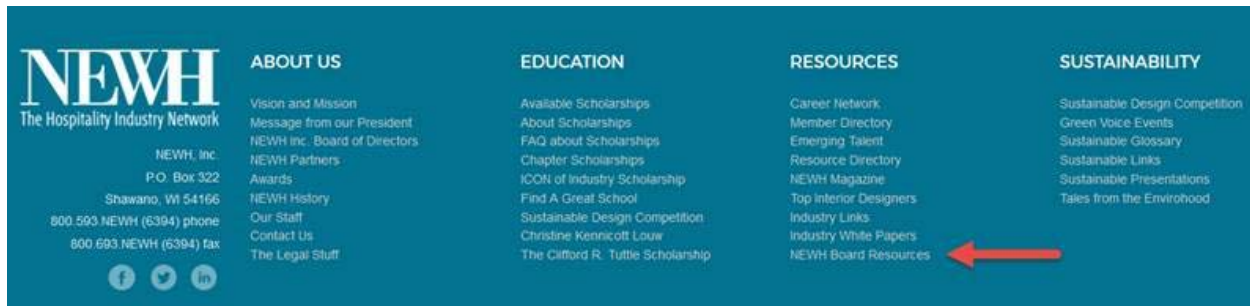 NEWH
The Hospitality Industry Network
NEWH, Inc.
P.O. Box 322
Shawano, WI 54166
800.593.NEWH (6394) phone
800.693.NEWH (6394) fax
ABOUT US
Vision and Mission
Message from our President
NEWH Inc. Board of Directors
NEWH Partners
Awards
NEWH History
Our Staff
Contact Us
The Legal Stuff
EDUCATION
Available Scholarships
About Scholarships
FAQ about Scholarships
Chapter Scholarships
ICON of Industry Scholarship
Find A Great School
Sustainable Design Competition
Christine Kennicott Louw
The Clifford R. Tuttle Scholarship
RESOURCES
Career Network
Member Directory
Emerging Talent
Resource Directory
NEWH Magazine
Top Interior Designers
Industry Links
Industry White Papers
NEWH Board Resources
SUSTAINABILITY
Sustainable Design Competition
Green Voice Events
Sustainable Glossary
Sustainable Links
Sustainable Presentations
Tales from the Envirohood
f
in